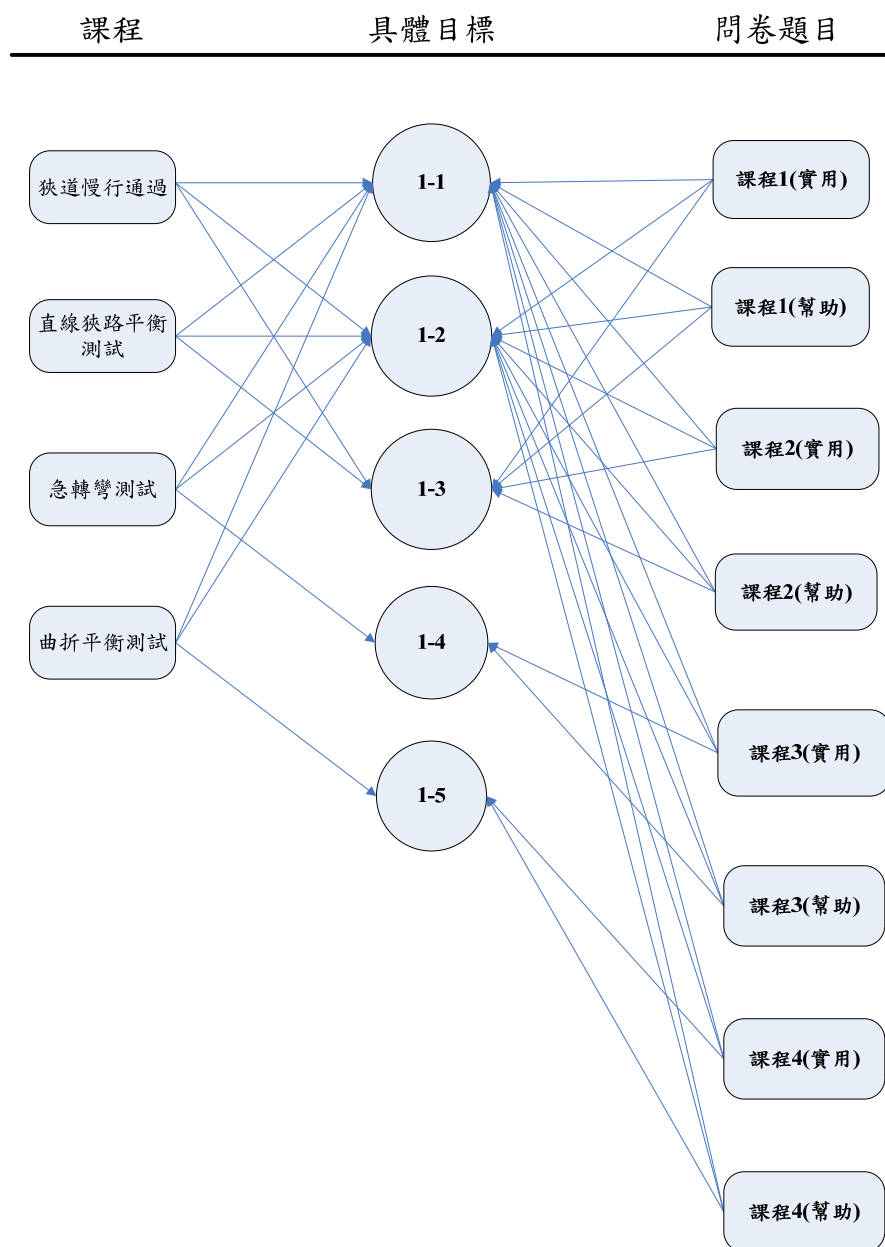 課程 具體目標 問卷題目
狹道慢行通過
直線狹路平衡
測試
急轉彎測試
曲折平衡測試
1-1
1-2
1-3
1-4
1-5
課程1(實用)
課程1(幫助)
課程2(實用)
課程2(幫助)
課程3(實用)
課程3(幫助)
課程4(實用)
課程4(幫助)